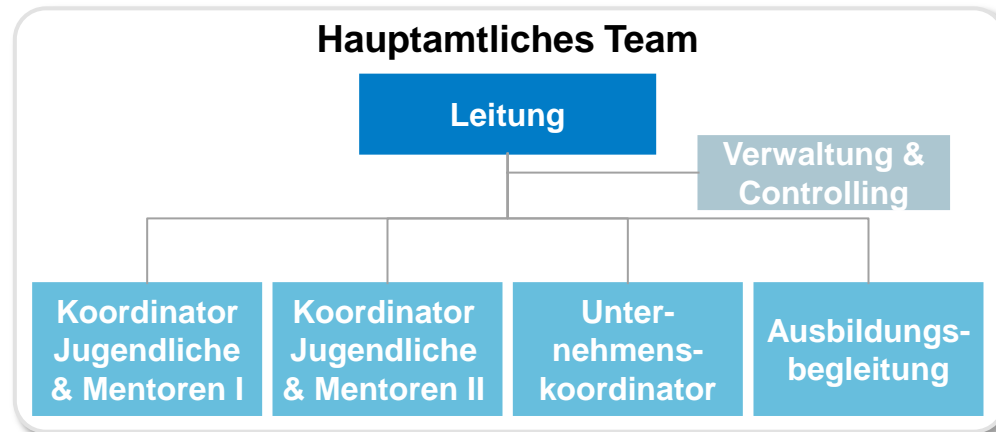 Hauptamtliches Team
Leitung
Verwaltung &
Controlling
Koordinator
Jugendliche
& Mentoren I
Koordinator
Jugendliche
& Mentoren II
Unter-
nehmens-
koordinator
Ausbildungs-
begleitung